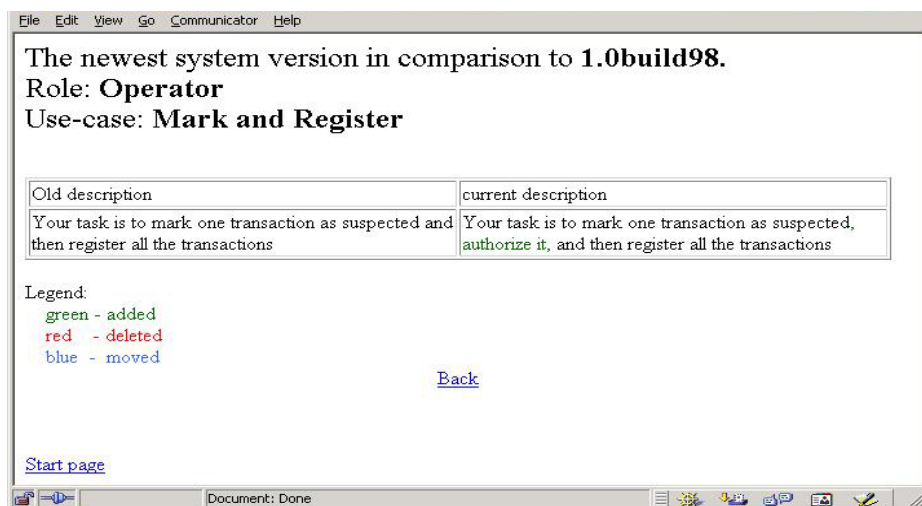 File Edit View Go Communicator Help
The newest system version in comparison to 1.0build98.
Role: Operator
Use-case: Mark and Register
Old description
current description
Your task is to mark one transaction as suspected and
then register all the transactions
Your task is to mark one transaction as suspected,
authorize it, and then register all the transactions
Legend:
green - added
red - deleted
blue - moved
Back
Start page
Document: Done